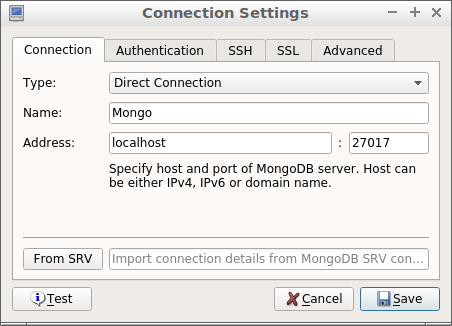 Connection Settings
Connection Authentication SSH SSL Advanced
Type: Direct Connection
Name: Mongo
Address: localhost : 27017
Specify host and port of MongoDB server. Host can
be either IPv4, IPv6 or domain name.
From SRV Import connection details from MongoDB SRV con...
Test Cancel Save